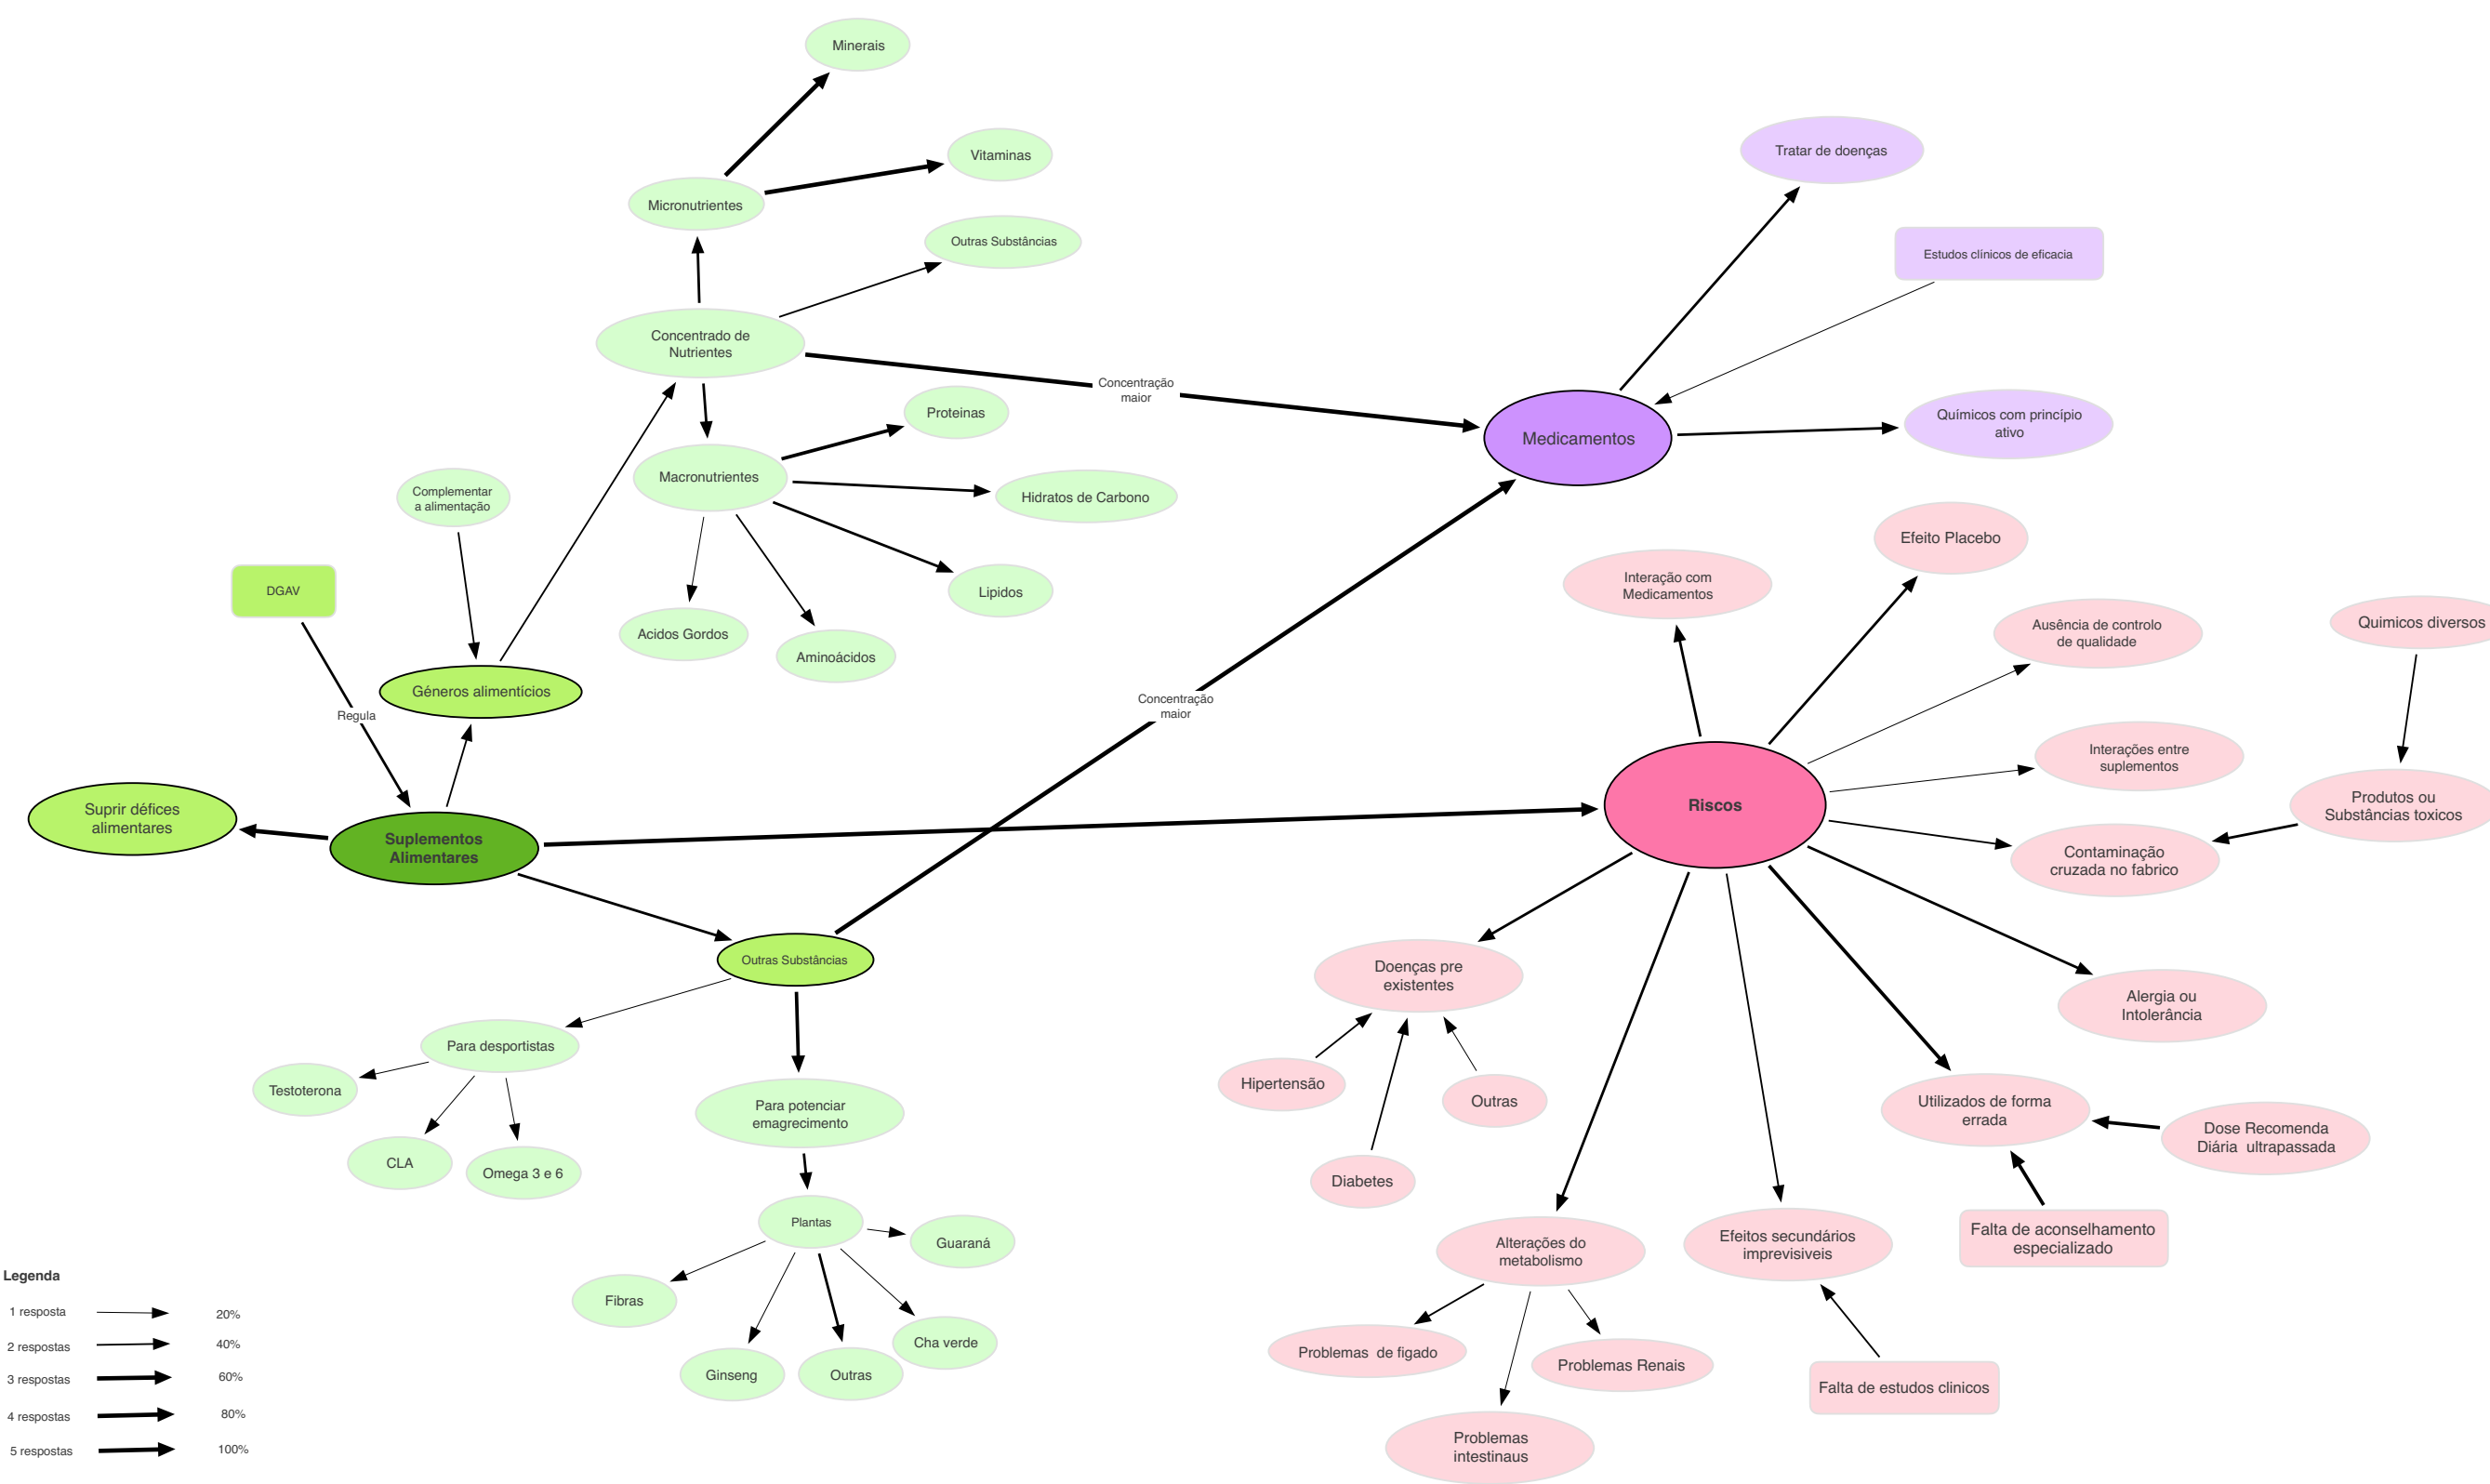 Minerais
Tratar de doenças
Vitaminas
Micronutrientes
Outras Substâncias
Estudos clínicos de eficacia
Concentrado de
Nutrientes
Concentração
maior
Proteinas
Químicos com princípio
ativo
Medicamentos
Macronutrientes
Complementar
a alimentação
Hidratos de Carbono
Efeito Placebo
Interação com
Medicamentos
DGAV
Lipidos
Acidos Gordos
Aminoácidos
Ausência de controlo
de qualidade
Quimicos diversos
Géneros alimentícios
Regula
Concentração
maior
Interações entre
suplementos
Suprir défices
alimentares
Riscos
Produtos ou
Substâncias toxicos
Suplementos
Alimentares
Contaminação
cruzada no fabrico
Outras Substâncias
Doenças pre
existentes
Alergia ou
Intolerância
Para desportistas
Testoterona
Hipertensão
Outras
Para potenciar
emagrecimento
Utilizados de forma
errada
Dose Recomenda
Diária  ultrapassada
CLA
Omega 3 e 6
Diabetes
Plantas
Guaraná
Alterações do
metabolismo
Efeitos secundários
imprevisiveis
Falta de aconselhamento
especializado
Legenda
Fibras
1 resposta 20%
2 respostas 40%
3 respostas 60%
4 respostas 80%
5 respostas 100%
Cha verde
Ginseng
Outras
Problemas  de figado
Problemas Renais
Falta de estudos clinicos
Problemas
intestinaus